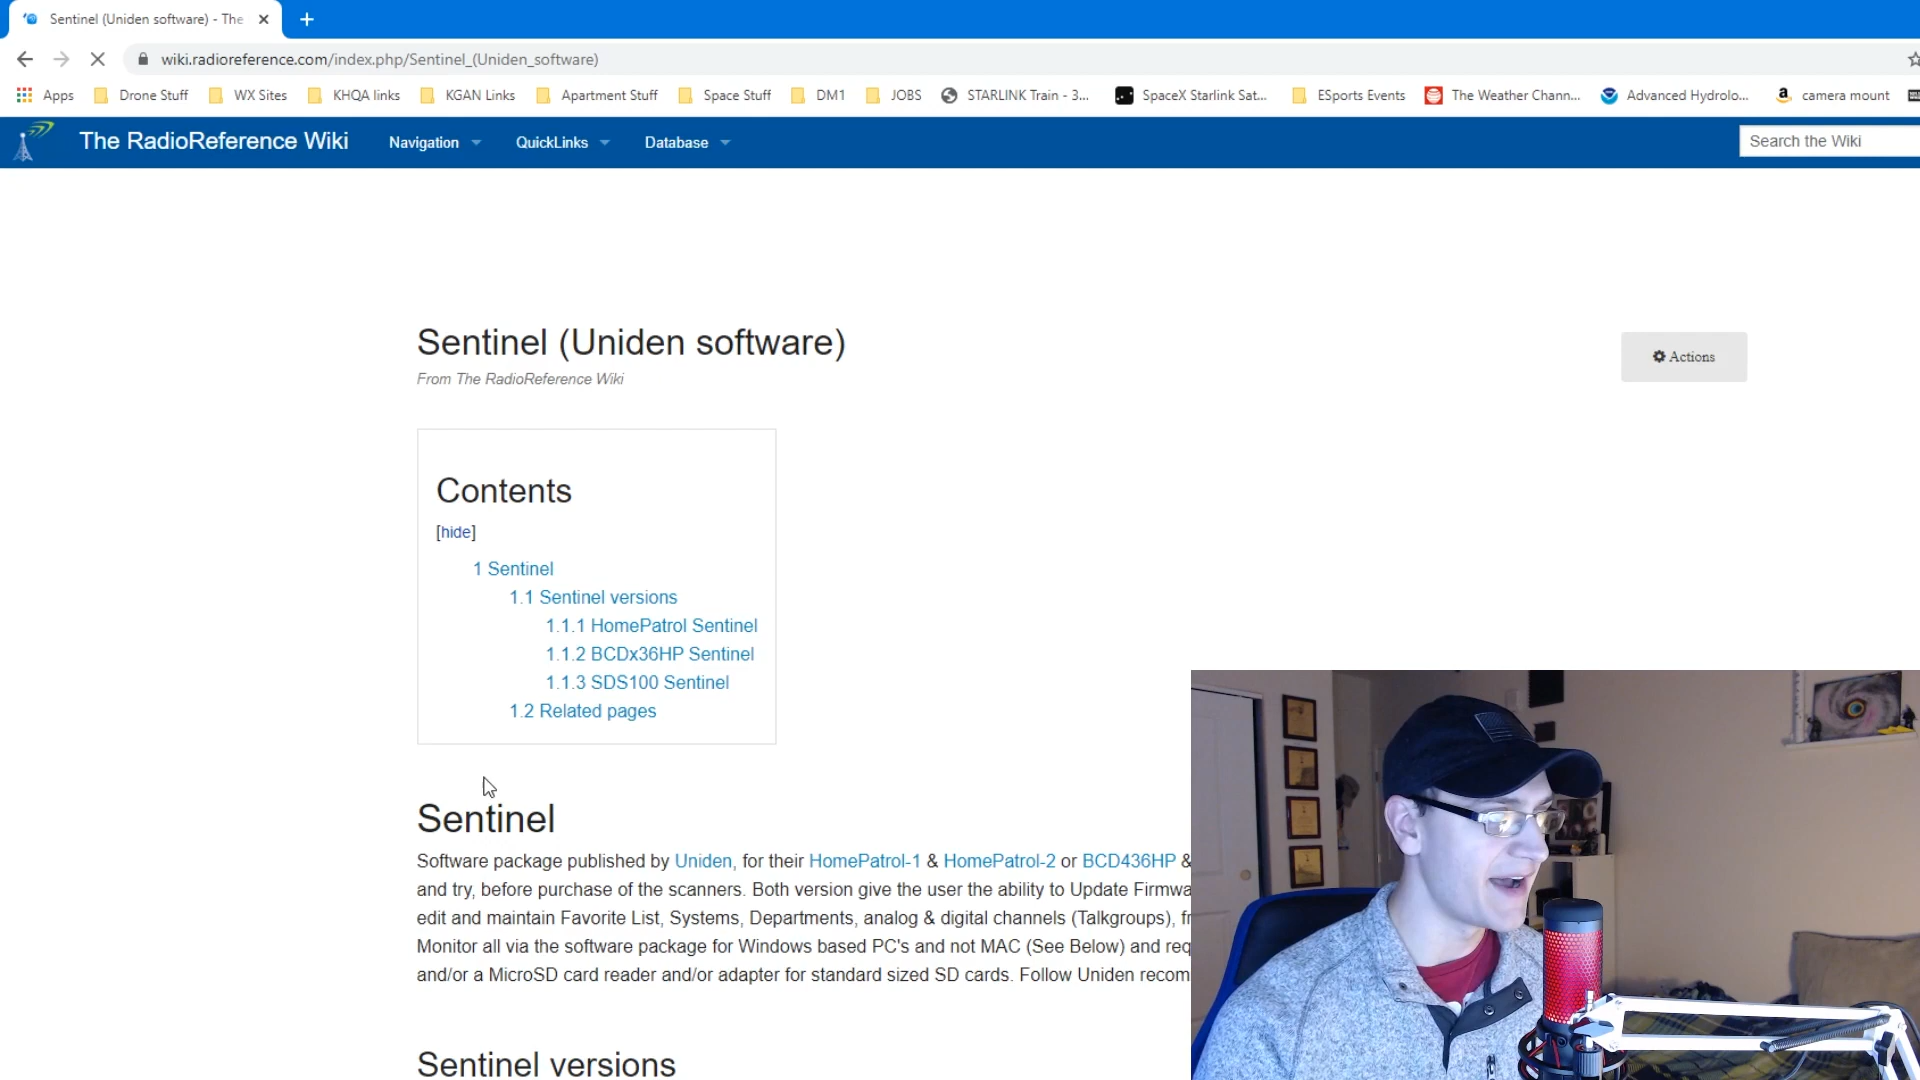 Sentinel (Uniden software) - The
wiki.radioreference.com/index.php/Sentinel_(Uniden_software)
Apps Drone Stuff WX Sites KHQA links KGAN Links Apartment Stuff Space Stuff DM1 JOBS STARLINK Train - 3... SpaceX Starlink Sat... ESports Events The Weather Chann... Advanced Hydrolo... camera mount
The RadioReference Wiki Navigation QuickLinks Database Search the Wiki
Sentinel (Uniden software)
Actions
From The RadioReference Wiki
Contents
[hide]
1 Sentinel
1.1 Sentinel versions
1.1.1 HomePatrol Sentinel
1.1.2 BCDx36HP Sentinel
1.1.3 SDS100 Sentinel
1.2 Related pages
Sentinel
Software package published by Uniden, for their HomePatrol-1 & HomePatrol-2 or BCD436HP &
and try, before purchase of the scanners. Both version give the user the ability to Update Firmwa
edit and maintain Favorite List, Systems, Departments, analog & digital channels (Talkgroups), fr
Monitor all via the software package for Windows based PC's and not MAC (See Below) and req
and/or a MicroSD card reader and/or adapter for standard sized SD cards. Follow Uniden recom
Sentinel versions